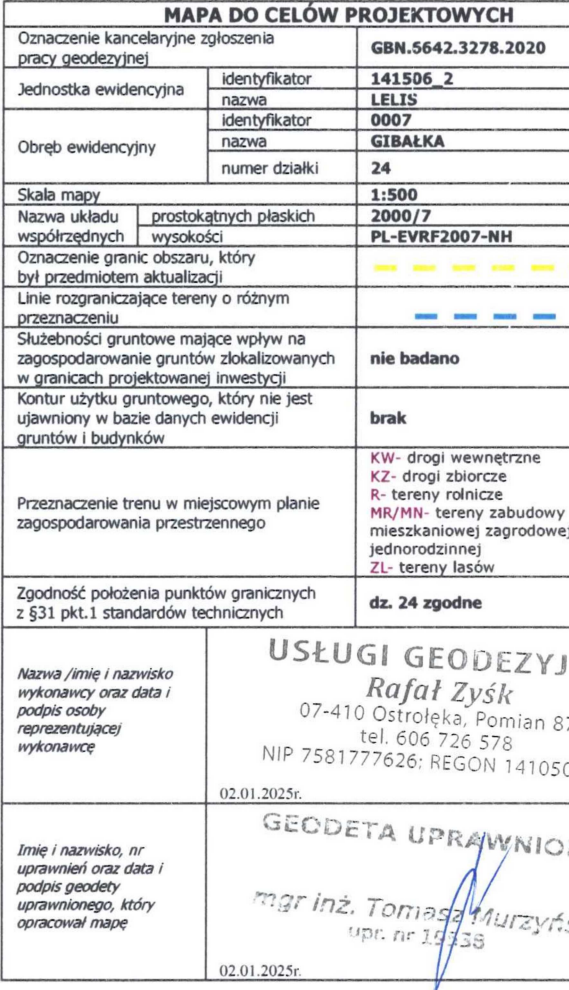 MAPA DO CELÓW PROJEKTOWYCH
Oznaczenie kancelaryjne zgłoszenia
pracy geodezyjnej
GBN.5642.3278.2020
Jednostka ewidencyjna
identyfikator
141506_2
nazwa
LELIS
Obręb ewidencyjny
identyfikator
0007
nazwa
GIBAŁKA
numer działki
24
Skala mapy
1:500
Nazwa układu
współrzędnych
prostokątnych płaskich
2000/7
wysokości
PL-EVRF2007-NH
Oznaczenie granic obszaru, który
był przedmiotem aktualizacji
Linie rozgraniczające tereny o różnym
przeznaczeniu
Służebności gruntowe mające wpływ na
zagospodarowanie gruntów zlokalizowanych
w granicach projektowanej inwestycji
nie badano
Kontur użytku gruntowego, który nie jest
ujawniony w bazie danych ewidencji
gruntów i budynków
brak
Przeznaczenie trenu w miejscowym planie
zagospodarowania przestrzennego
KW- drogi wewnętrzne
KZ- drogi zbiorcze
R- tereny rolnicze
MR/MN- tereny zabudowy
mieszkaniowej zagrodowej
jednorodzinnej
ZL- tereny lasów
Zgodność położenia punktów granicznych
z §31 pkt.1 standardów technicznych
dz. 24 zgodne
Nazwa /imię i nazwisko
wykonawcy oraz data i
podpis osoby
reprezentującej
wykonawcę
USŁUGI GEODEZYJ
Rafał Zyśk
07-410 Ostrołęka, Pomian 87
tel. 606 726 578
NIP 7581777626; REGON 141050
02.01.2025r.
Imię i nazwisko, nr
uprawnień oraz data i
podpis geodety
uprawnionego, który
opracował mapę
GEODETA UPRAWNIO
mgr inż. Tomasz Murzyńs
upr. nr
02.01.2025r.